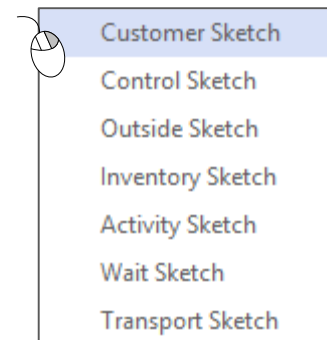 Customer Sketch
Control Sketch
Outside Sketch
Inventory Sketch
Activity Sketch
Wait Sketch
Transport Sketch